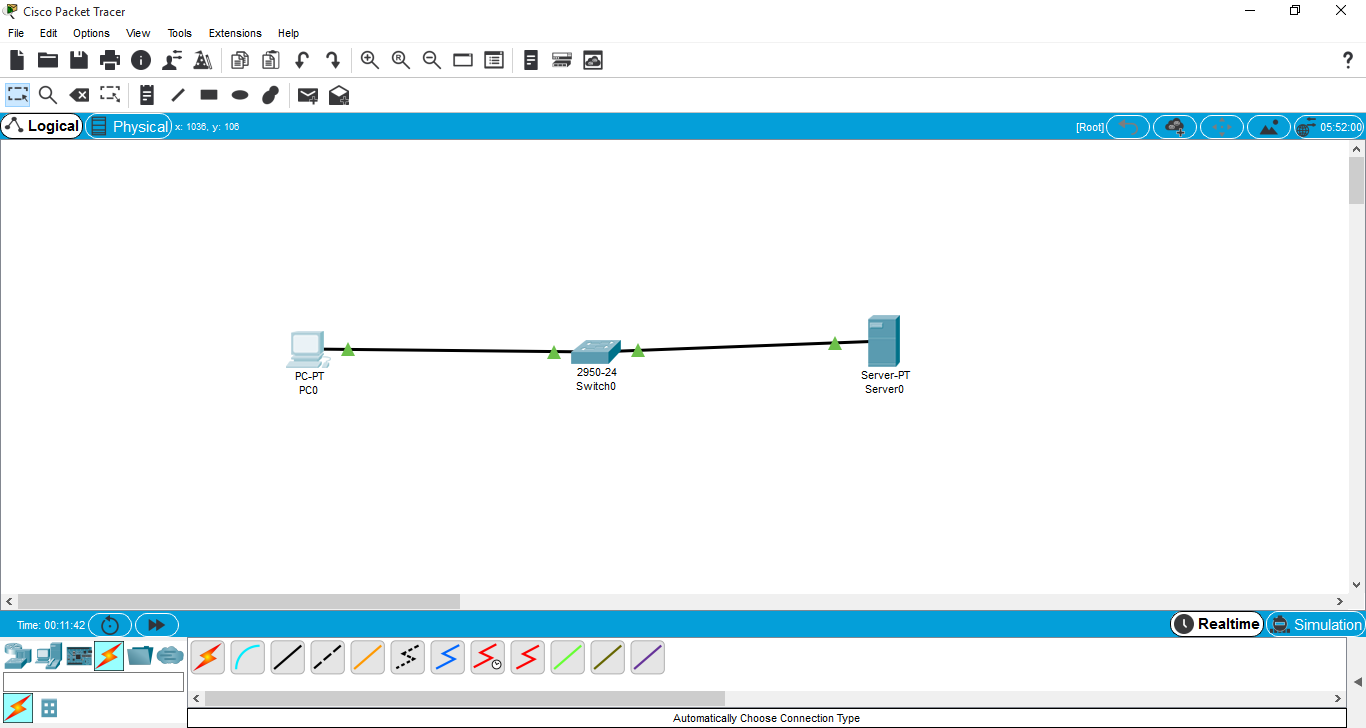 Cisco Packet Tracer
File Edit Options View Tools Extensions Help
?
Logical Physical x: 1036, y: 106 [Root] 05:52:00
PC-PT
PC0
2950-24
Switch0
Server-PT
Server0
Time: 00:11:42 Realtime Simulation
Automatically Choose Connection Type